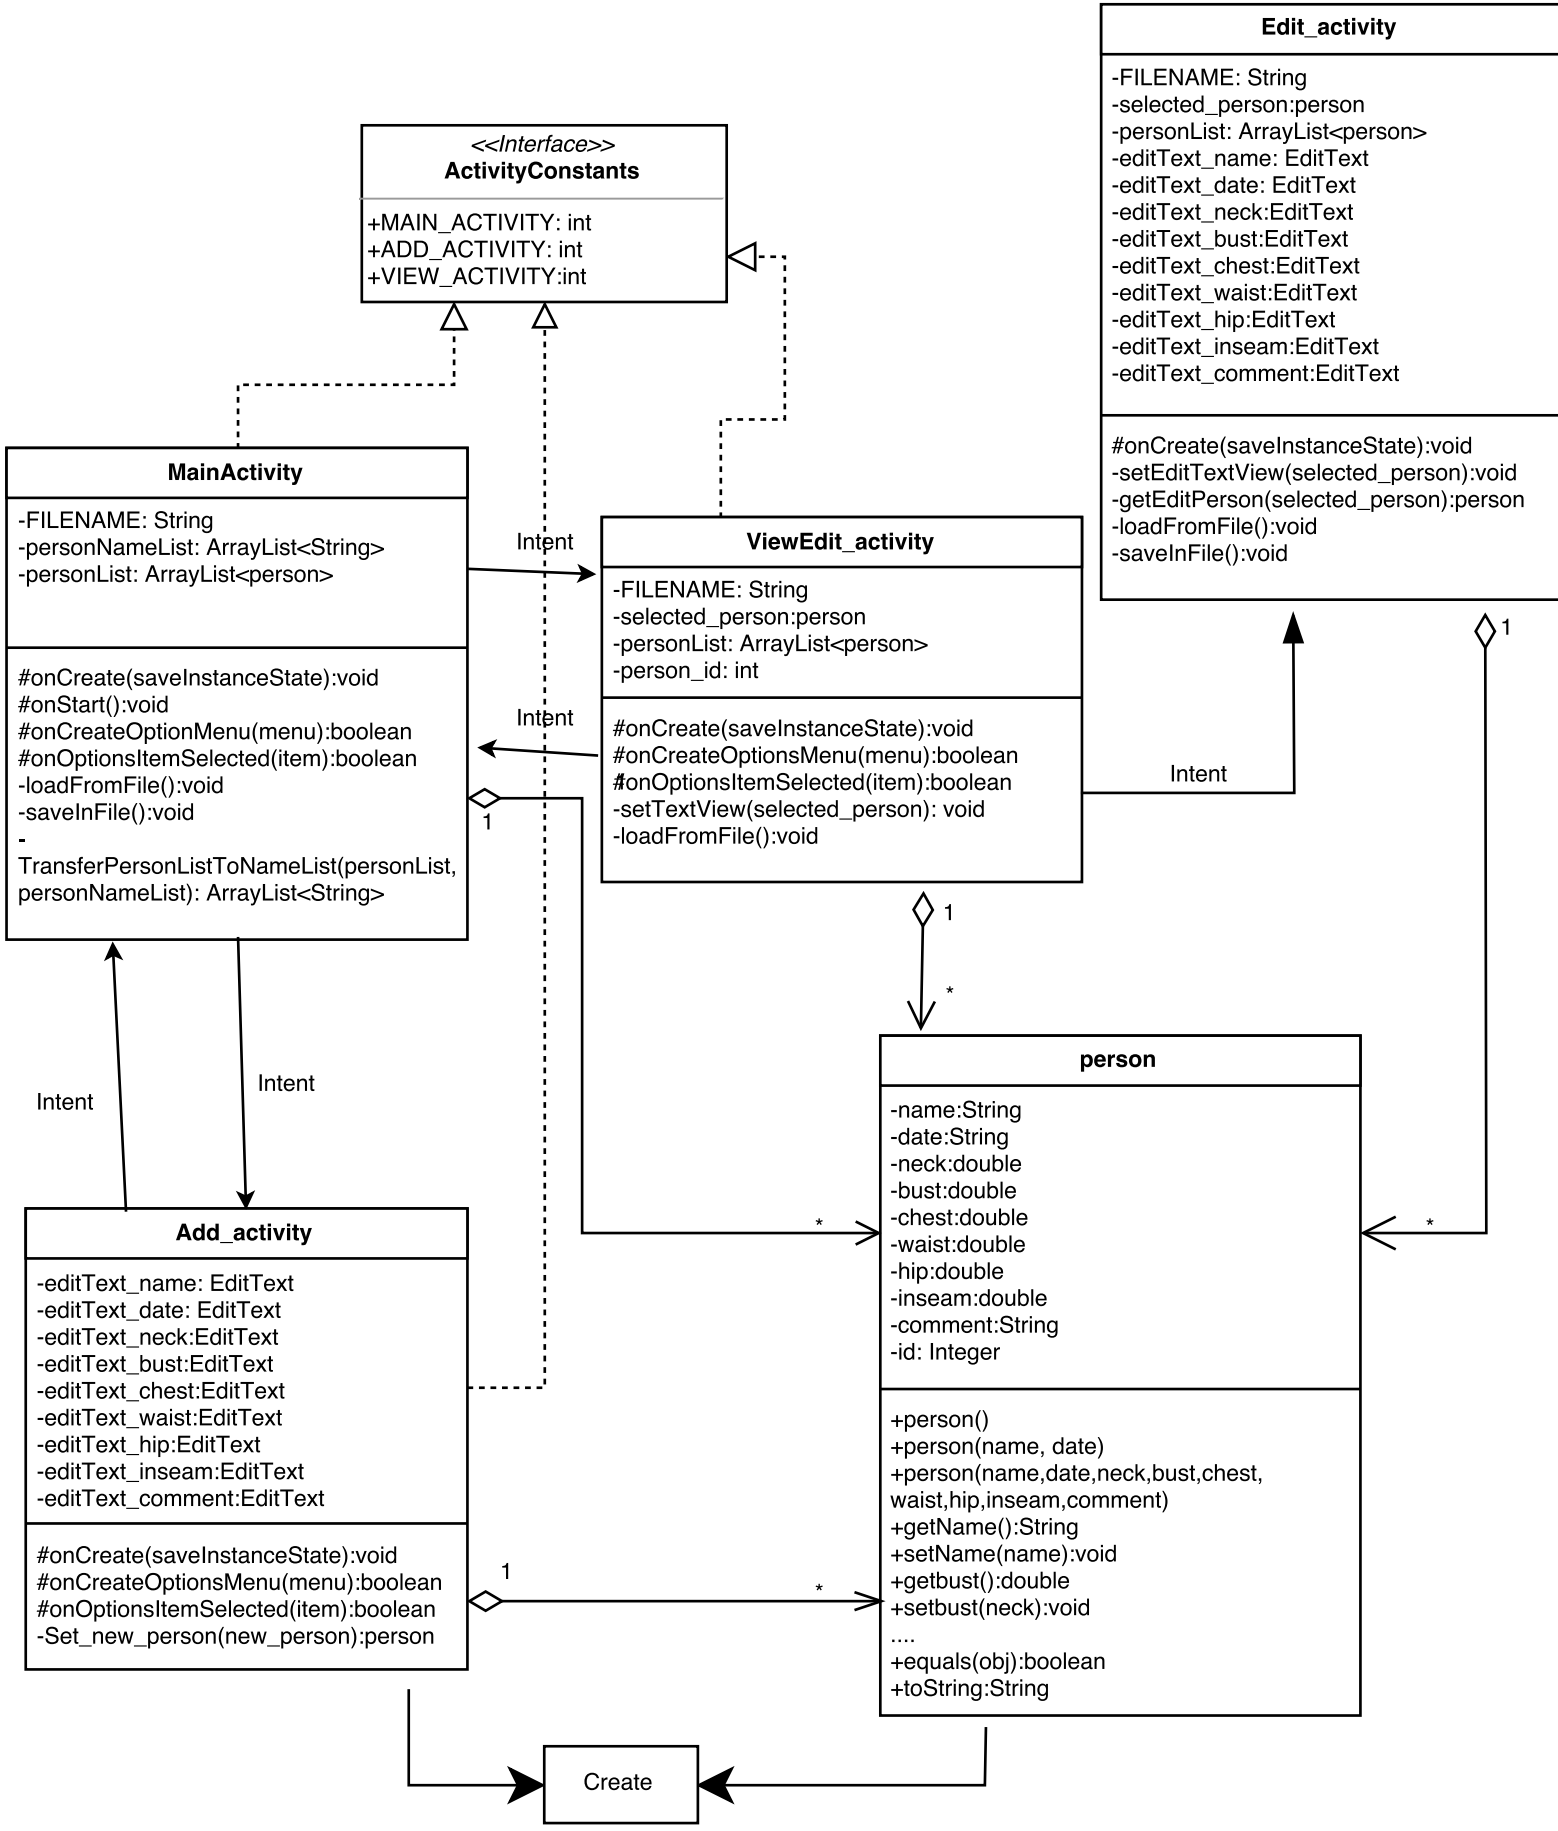 Edit_activity
-FILENAME: String
-selected_person:person
-personList: ArrayList<person>
-editText_name: EditText
-editText_date: EditText
-editText_neck:EditText
-editText_bust:EditText
-editText_chest:EditText
-editText_waist:EditText
-editText_hip:EditText
-editText_inseam:EditText
-editText_comment:EditText
#onCreate(saveInstanceState):void
-setEditTextView(selected_person):void
-getEditPerson(selected_person):person
-loadFromFile():void
-saveInFile():void
1
<<Interface>>
ActivityConstants
+MAIN_ACTIVITY: int
+ADD_ACTIVITY: int
+VIEW_ACTIVITY:int
MainActivity
-FILENAME: String
-personNameList: ArrayList<String>
-personList: ArrayList<person>
#onCreate(saveInstanceState):void
#onStart():void
#onCreateOptionMenu(menu):boolean
#onOptionsItemSelected(item):boolean
-loadFromFile():void
-saveInFile():void
-
TransferPersonListToNameList(personList,
personNameList): ArrayList<String>
1
Intent
Intent
ViewEdit_activity
-FILENAME: String
-selected_person:person
-personList: ArrayList<person>
-person_id: int
#onCreate(saveInstanceState):void
#onCreateOptionsMenu(menu):boolean
#onOptionsItemSelected(item):boolean
-setTextView(selected_person): void
-loadFromFile():void
Intent
1
*
Intent
Intent
Add_activity
-editText_name: EditText
-editText_date: EditText
-editText_neck:EditText
-editText_bust:EditText
-editText_chest:EditText
-editText_waist:EditText
-editText_hip:EditText
-editText_inseam:EditText
-editText_comment:EditText
#onCreate(saveInstanceState):void
#onCreateOptionsMenu(menu):boolean
#onOptionsItemSelected(item):boolean
-Set_new_person(new_person):person
1
*
*
*
person
-name:String
-date:String
-neck:double
-bust:double
-chest:double
-waist:double
-hip:double
-inseam:double
-comment:String
-id: Integer
+person()
+person(name, date)
+person(name,date,neck,bust,chest,
waist,hip,inseam,comment)
+getName():String
+setName(name):void
+getbust():double
+setbust(neck):void
....
+equals(obj):boolean
+toString:String
Create